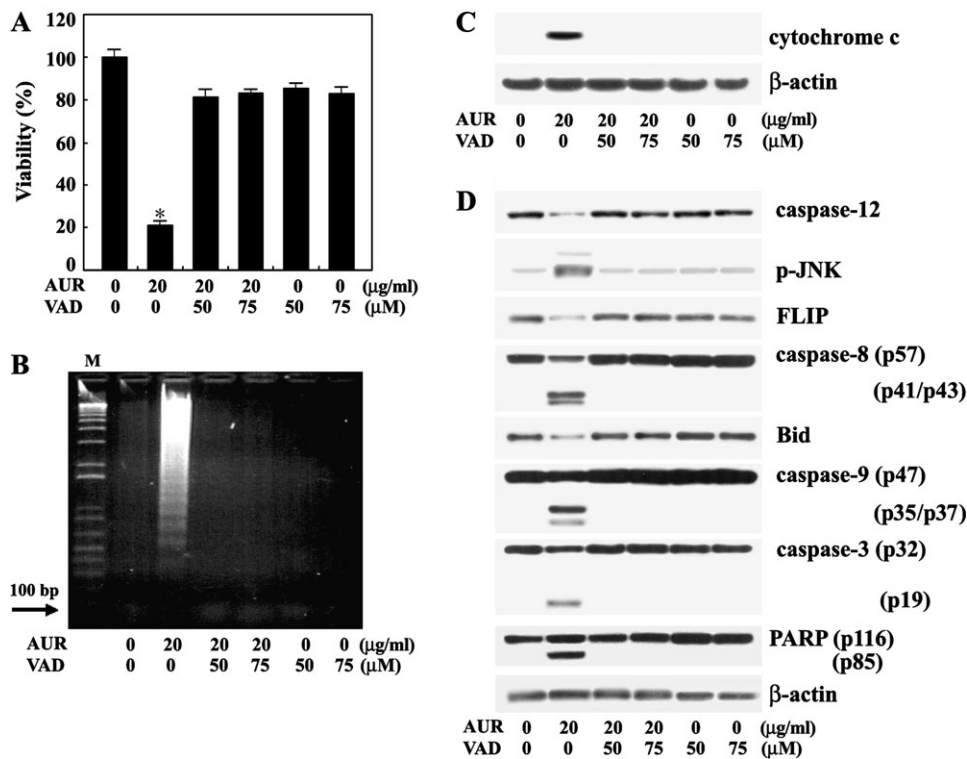 A
Viability (%)
120
100
80
60
40
20
0
*
AUR 0 20 20 20 0 0 (μg/ml)
VAD 0 0 50 75 50 75 (μM)
B
M
100 bp
AUR 0 20 20 20 0 0 (μg/ml)
VAD 0 0 50 75 50 75 (μM)
C
cytochrome c
β-actin
AUR 0 20 20 20 0 0 (μg/ml)
VAD 0 0 50 75 50 75 (μM)
D
caspase-12
p-JNK
FLIP
caspase-8 (p57)
(p41/p43)
Bid
caspase-9 (p47)
(p35/p37)
caspase-3 (p32)
(p19)
PARP (p116)
(p85)
β-actin
AUR 0 20 20 20 0 0 (μg/ml)
VAD 0 0 50 75 50 75 (μM)